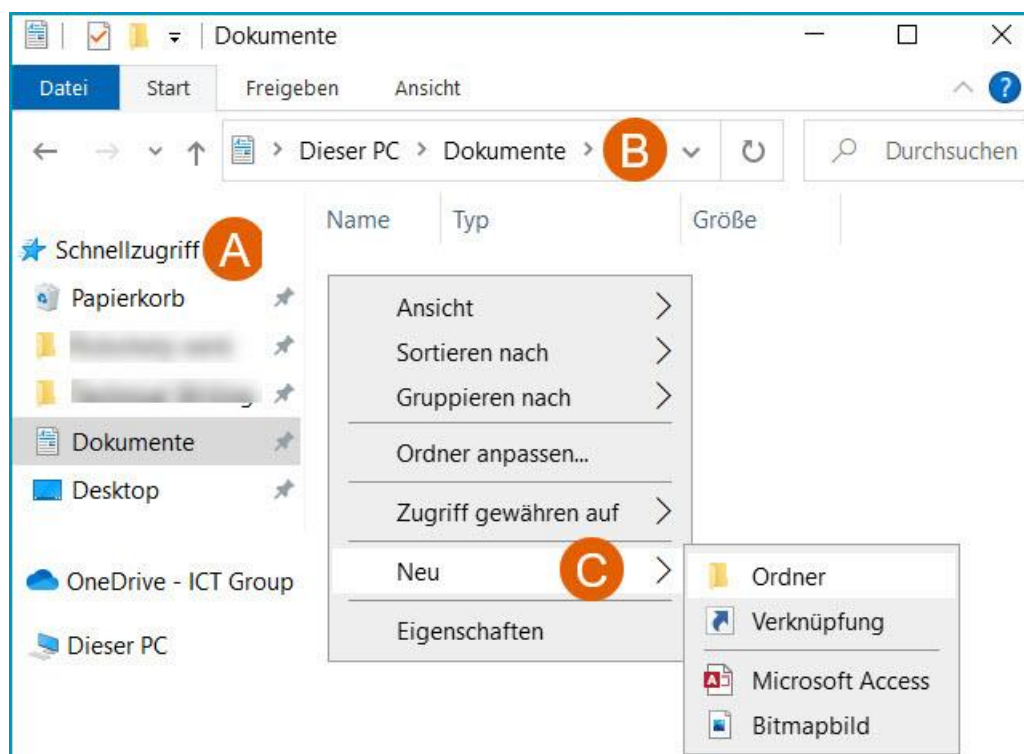 Dokumente
Datei Start Freigeben Ansicht ?
Dieser PC > Dokumente > B Durchsuchen
Name Typ Größe
Schnellzugriff A
Papierkorb
Dokumente
Desktop
OneDrive - ICT Group
Dieser PC
Ansicht
Sortieren nach
Gruppieren nach
Ordner anpassen...
Zugriff gewähren auf
Neu C
Eigenschaften
Ordner
Verknüpfung
Microsoft Access
Bitmapbild